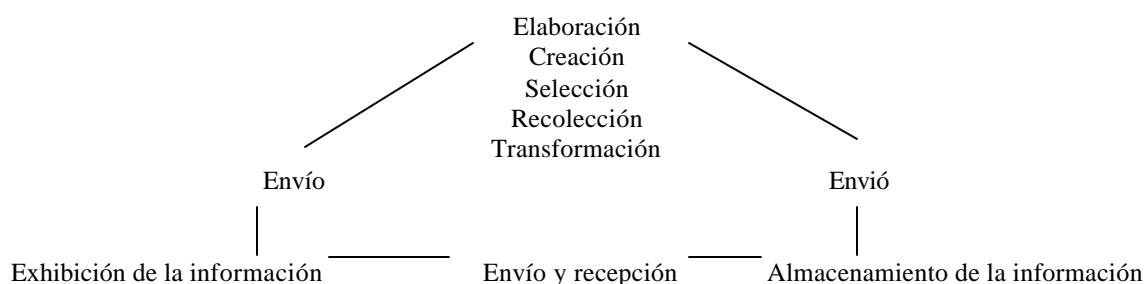 Elaboración
Creación
Selección
Recolección
Transformación
Envío Envió
Exhibición de la información Envío y recepción Almacenamiento de la información